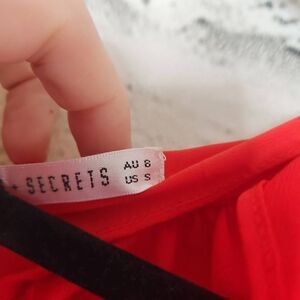 + SECRETS
AU 8
US S